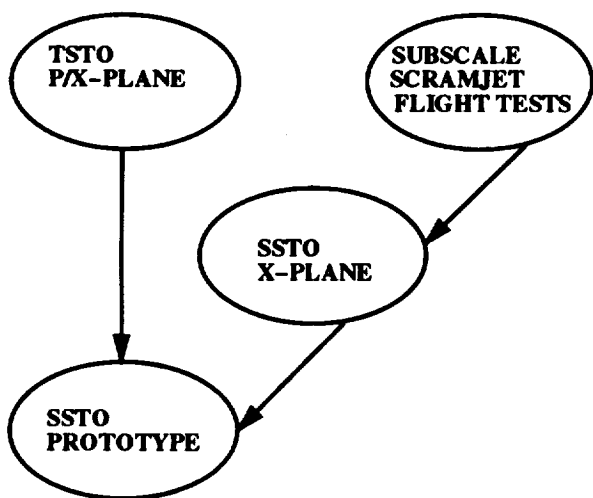 TSTO
P/X-PLANE
SUBSCALE
SCRAMJET
FLIGHT TESTS
SSTO
X-PLANE
SSTO
PROTOTYPE